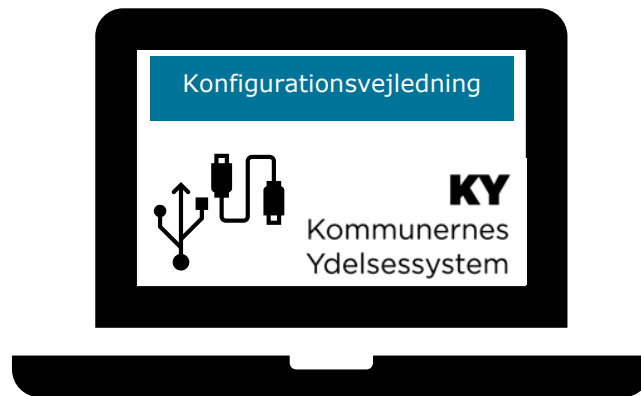 Konfigurationsvejledning
KY
Kommunernes
Ydelsessystem